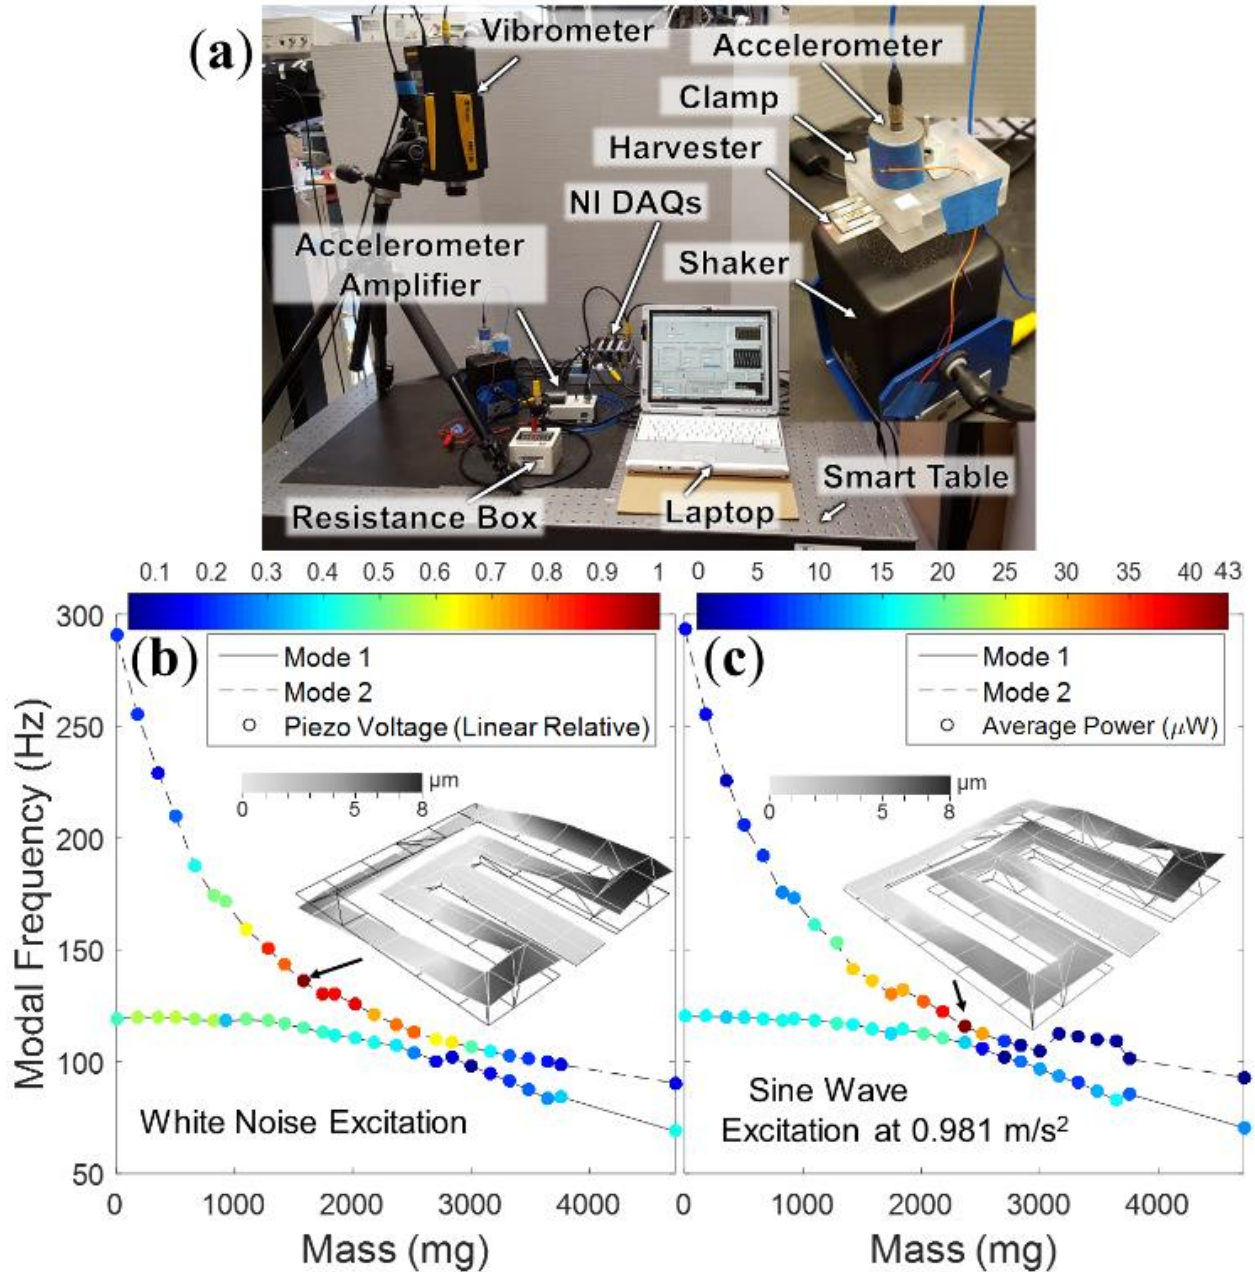 (a)
Vibrometer
Accelerometer
Clamp
Harvester
NI DAQs
Accelerometer
Amplifier
Shaker
Smart Table
Resistance Box
Laptop
0.1 0.2 0.3 0.4 0.5 0.6 0.7 0.8 0.9 1
0 5 10 15 20 25 30 35 40 43
(b)
Mode 1
Mode 2
Piezo Voltage (Linear Relative)
μm
0 5 8
White Noise Excitation
(c)
Mode 1
Mode 2
Average Power (μW)
μm
0 5 8
Sine Wave
Excitation at 0.981 m/s²
Modal Frequency (Hz)
300
250
200
150
100
50
0 1000 2000 3000 4000
0 1000 2000 3000 4000
Mass (mg)
Mass (mg)